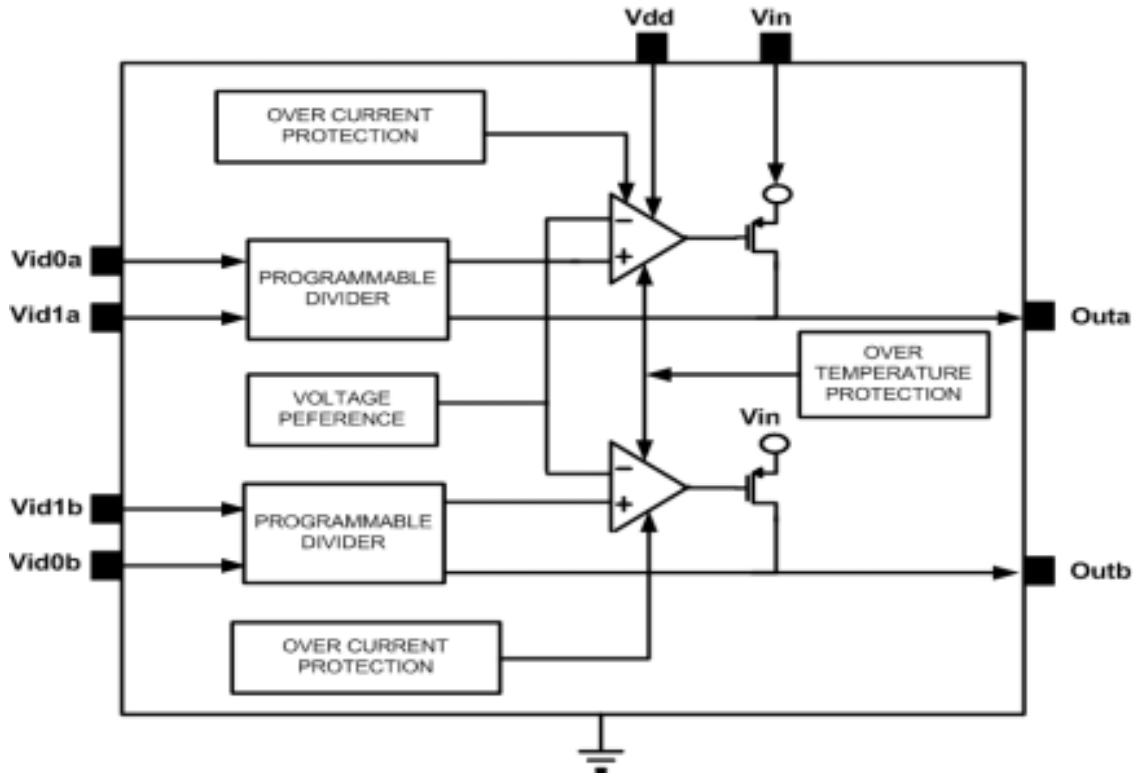 Vdd
Vin
OVER CURRENT
PROTECTION
−
+
Vid0a
Vid1a
PROGRAMMABLE
DIVIDER
Outa
OVER
TEMPERATURE
PROTECTION
VOLTAGE
PEFERENCE
Vin
−
+
Vid1b
Vid0b
PROGRAMMABLE
DIVIDER
Outb
OVER CURRENT
PROTECTION